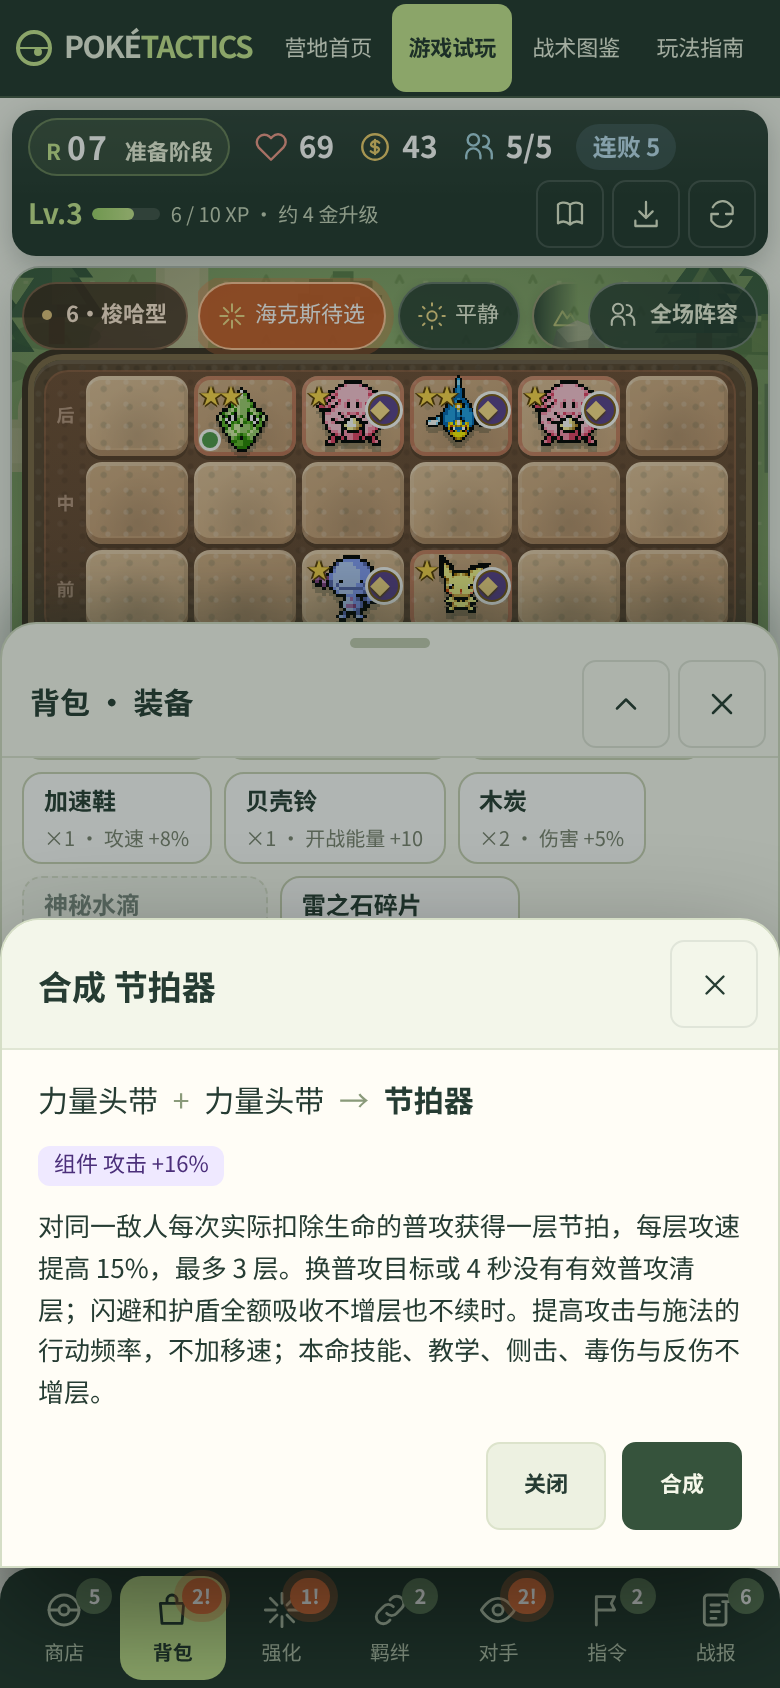 POKÉTACTICS 营地首页 游戏试玩 战术图鉴 玩法指南
R 07 准备阶段 69 43 5/5 连败 5
Lv.3 6 / 10 XP · 约 4 金升级
6 · 梭哈型 海克斯待选 平静 全场阵容
后
中
前
背包 · 装备
加速鞋 贝壳铃 木炭
×1 · 攻速 +8% ×1 · 开战能量 +10 ×2 · 伤害 +5%
神秘水滴 雷之石碎片
合成 节拍器
力量头带 + 力量头带 → 节拍器
组件 攻击 +16%
对同一敌人每次实际扣除生命的普攻获得一层节拍，每层攻速
提高 15%，最多 3 层。换普攻目标或 4 秒没有有效普攻清
层；闪避和护盾全额吸收不增层也不续时。提高攻击与施法的
行动频率，不加移速；本命技能、教学、侧击、毒伤与反伤不
增层。
关闭 合成
5 2! 1! 2 2! 2 6
商店 背包 强化 羁绊 对手 指令 战报